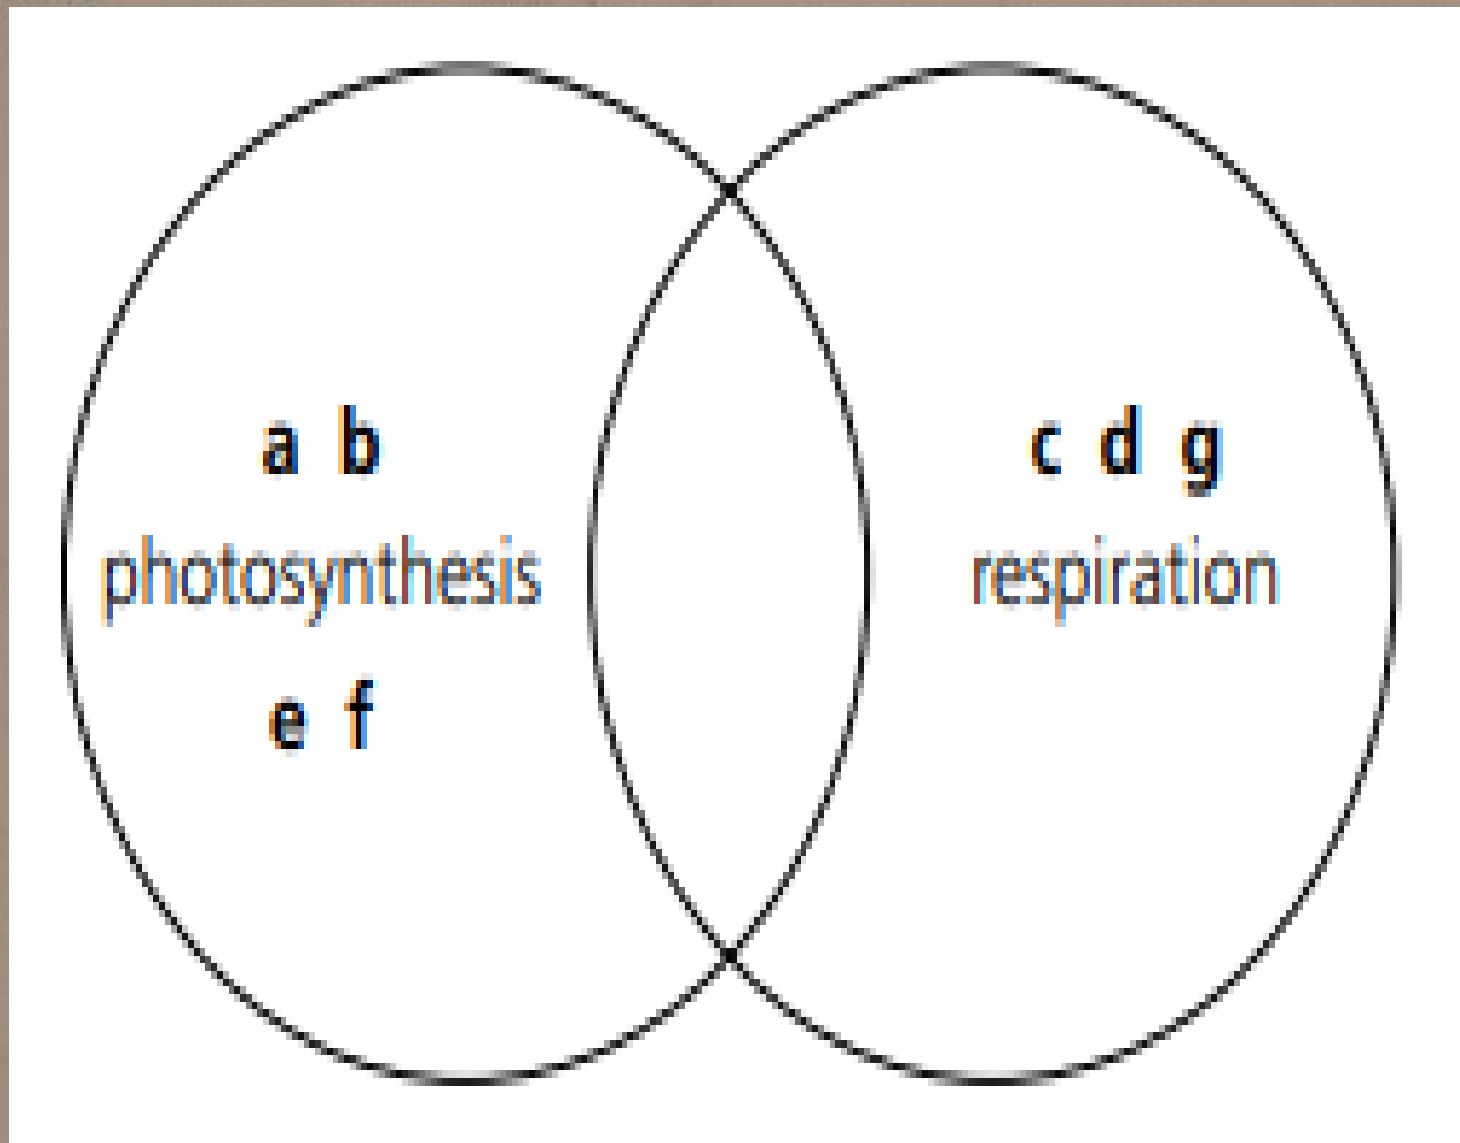 a b
photosynthesis
e f
c d g
respiration